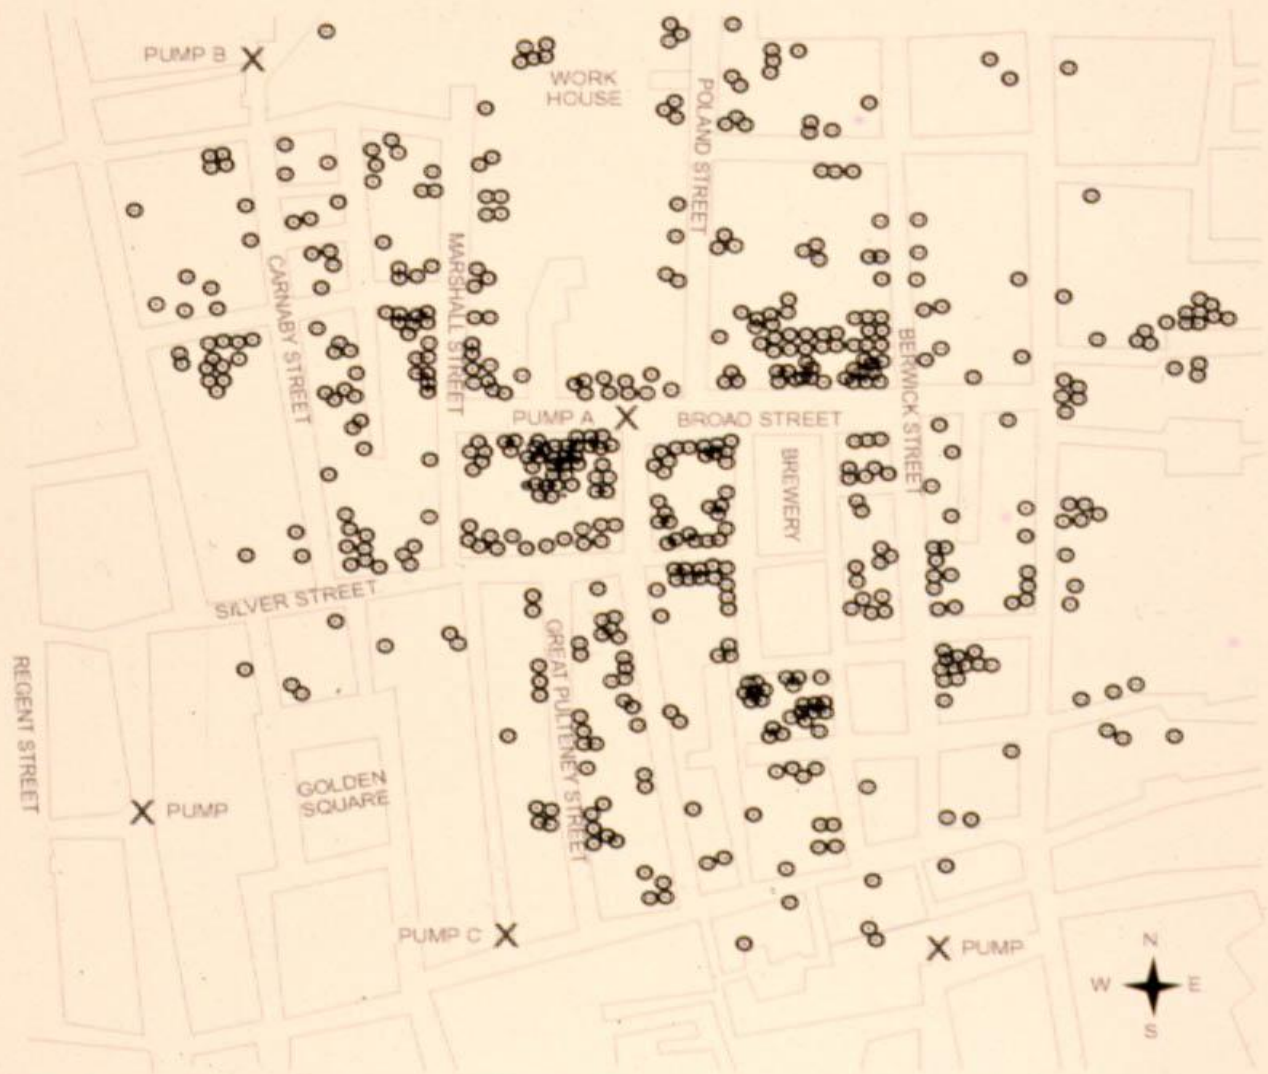 PUMP B
WORK
HOUSE
POLAND STREET
CARNABY STREET
MARSHALL STREET
BERWICK STREET
PUMP A
BROAD STREET
BREWERY
SILVER STREET
GREAT PULTENEY STREET
REGENT STREET
GOLDEN
SQUARE
PUMP
PUMP C
PUMP
N
W
E
S